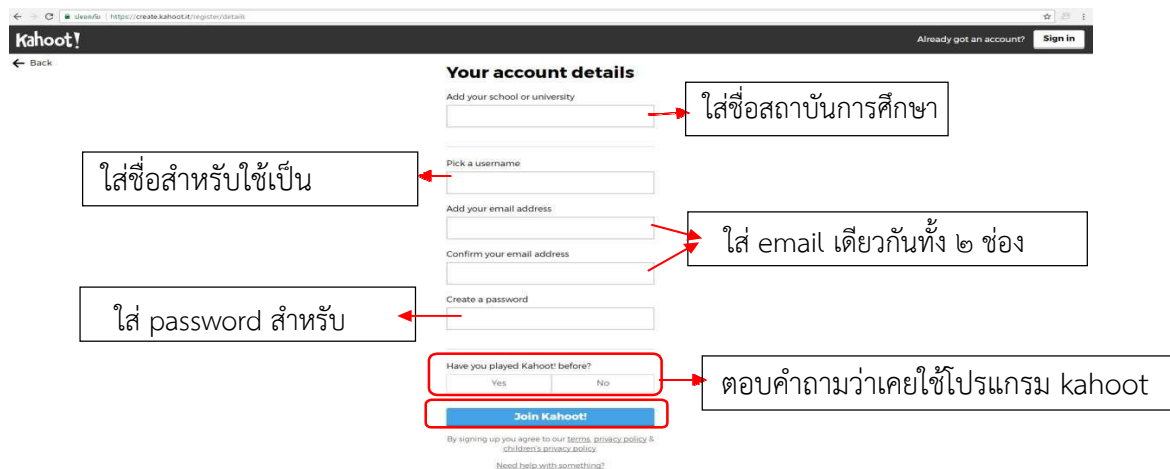 ปลอดภัย | https://create.kahoot.it/register/details
Kahoot!
Already got an account? Sign in
← Back
Your account details
Add your school or university
ใส่ชื่อสถาบันการศึกษา
Pick a username
ใส่ชื่อสำหรับใช้เป็น
Add your email address
ใส่ email เดียวกันทั้ง ๒ ช่อง
Confirm your email address
Create a password
ใส่ password สำหรับ
Have you played Kahoot! before?
Yes No
ตอบคำถามว่าเคยใช้โปรแกรม kahoot
Join Kahoot!
By signing up you agree to our terms, privacy policy &
children's privacy policy
Need help with something?